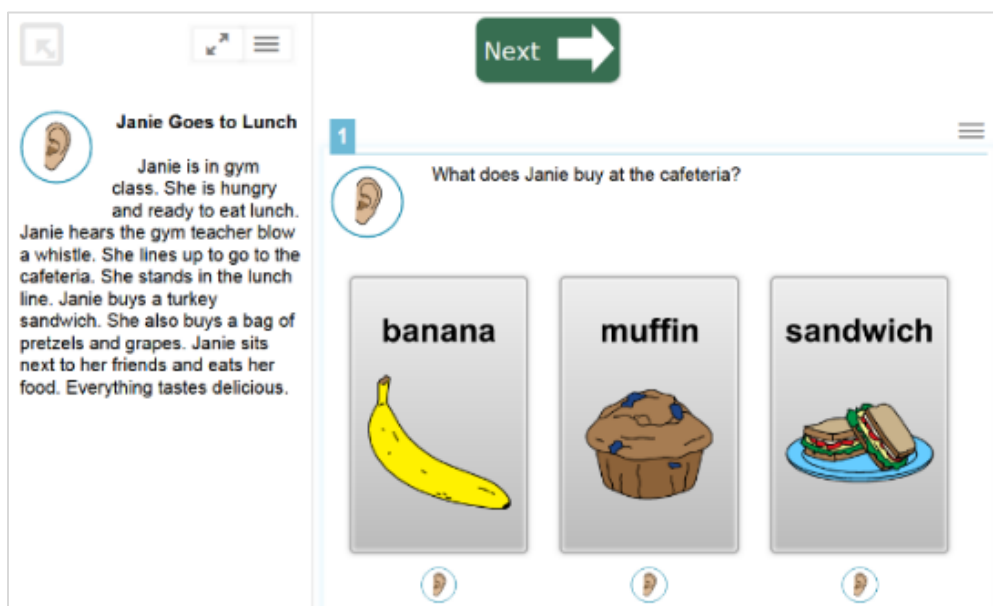 Next
Janie Goes to Lunch
Janie is in gym
class. She is hungry
and ready to eat lunch.
Janie hears the gym teacher blow
a whistle. She lines up to go to the
cafeteria. She stands in the lunch
line. Janie buys a turkey
sandwich. She also buys a bag of
pretzels and grapes. Janie sits
next to her friends and eats her
food. Everything tastes delicious.
1
What does Janie buy at the cafeteria?
banana
muffin
sandwich